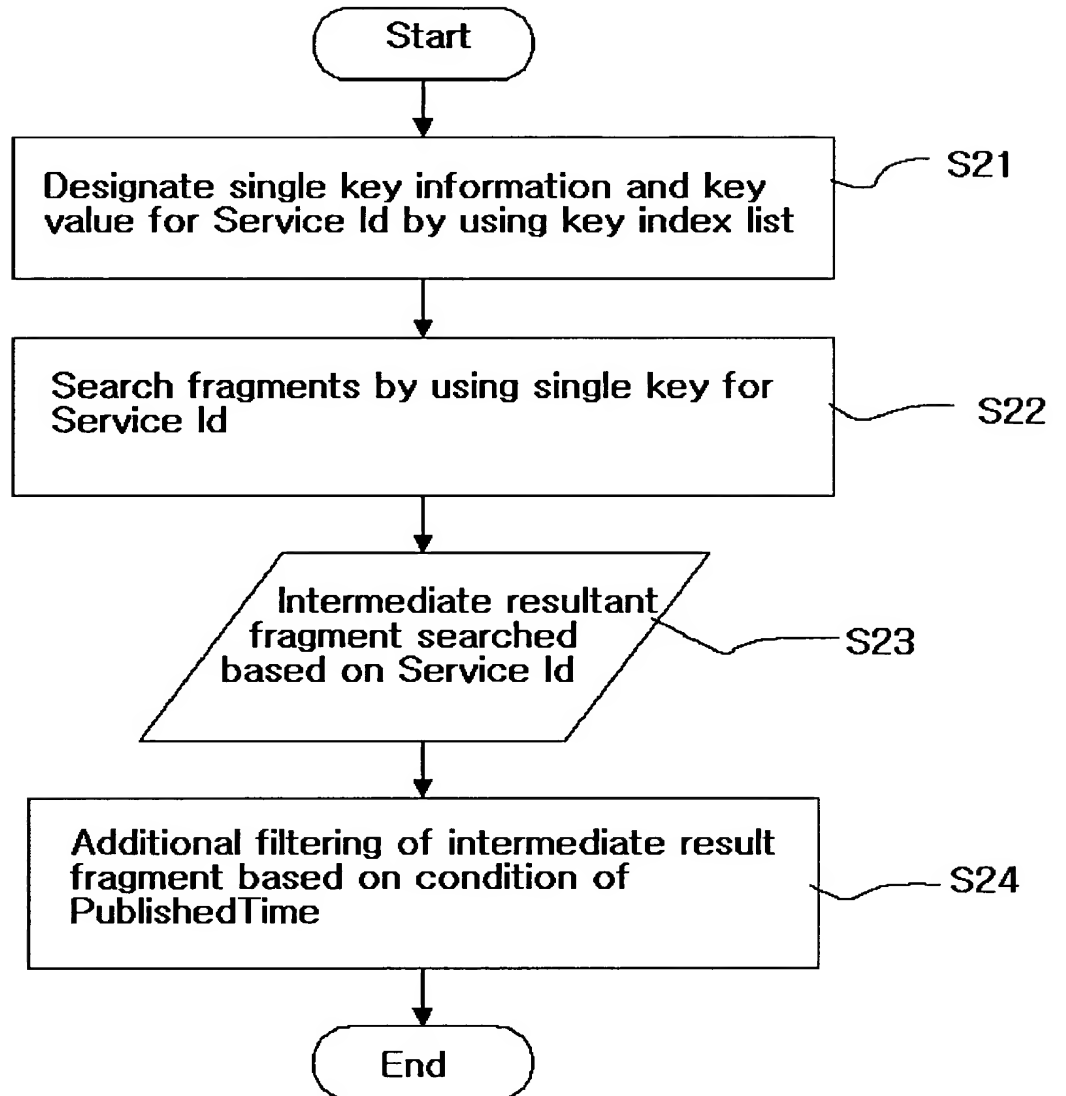 Start
Designate single key information and key
value for Service Id by using key index list
S21
Search fragments by using single key for
Service Id
S22
Intermediate resultant
fragment searched
based on Service Id
S23
Additional filtering of intermediate result
fragment based on condition of
PublishedTime
S24
End